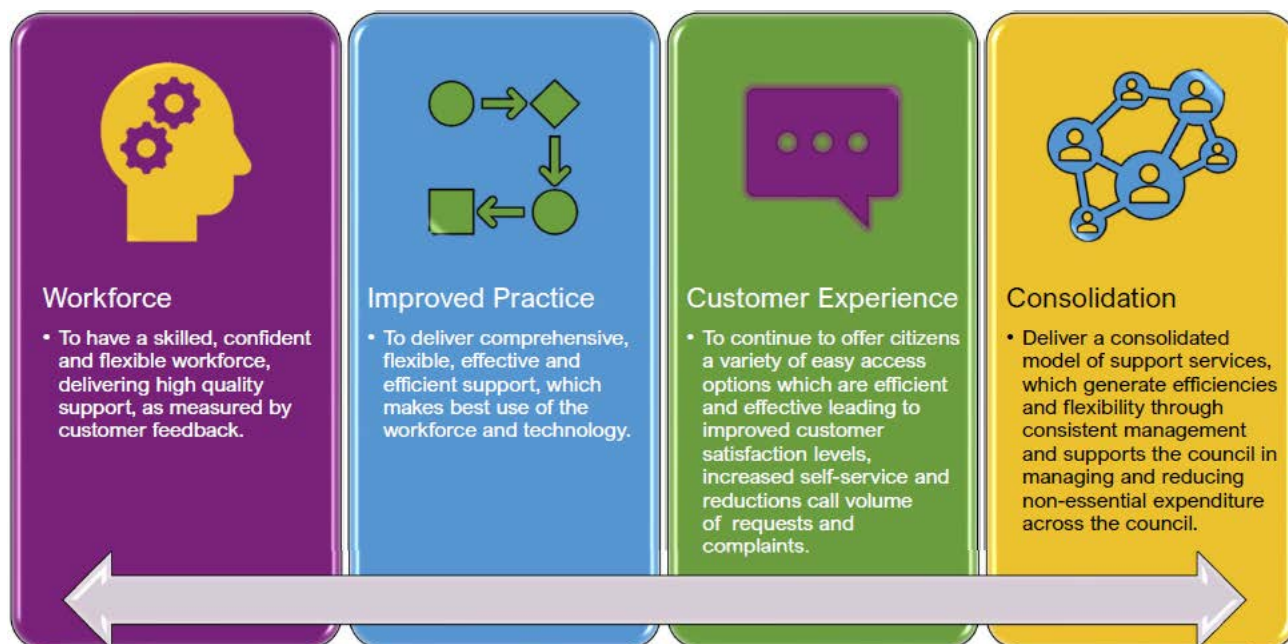 Workforce
• To have a skilled, confident
and flexible workforce,
delivering high quality
support, as measured by
customer feedback.
Improved Practice
• To deliver comprehensive,
flexible, effective and
efficient support, which
makes best use of the
workforce and technology.
Customer Experience
• To continue to offer citizens
a variety of easy access
options which are efficient
and effective leading to
improved customer
satisfaction levels,
increased self-service and
reductions call volume
of requests and
complaints.
Consolidation
• Deliver a consolidated
model of support services,
which generate efficiencies
and flexibility through
consistent management
and supports the council in
managing and reducing
non-essential expenditure
across the council.